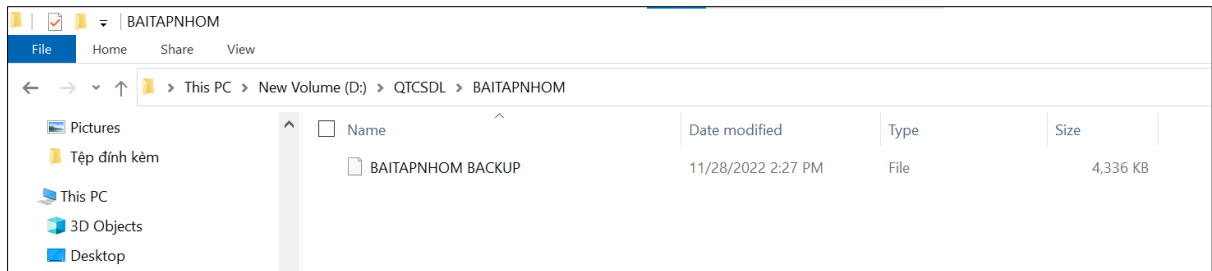 BAITAPNHOM
File Home Share View
This PC > New Volume (D:) > QTCSDL > BAITAPNHOM
Pictures
Tệp đính kèm
This PC
3D Objects
Desktop
Name Date modified Type Size
BAITAPNHOM BACKUP 11/28/2022 2:27 PM File 4,336 KB